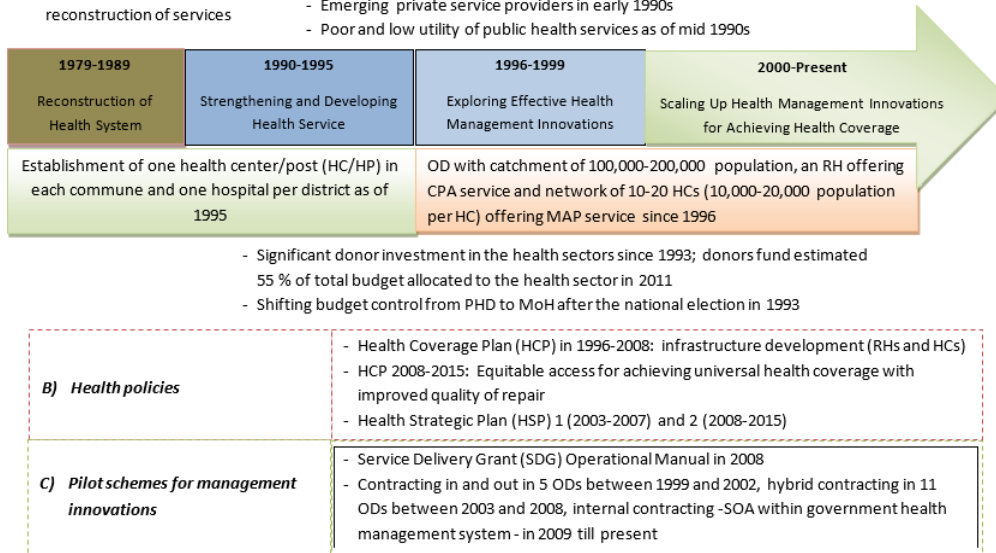 reconstruction of services
- Emerging private service providers in early 1990s
- Poor and low utility of public health services as of mid 1990s
1979-1989
Reconstruction of
Health System
1990-1995
Strengthening and Developing
Health Service
1996-1999
Exploring Effective Health
Management Innovations
2000-Present
Scaling Up Health Management Innovations
for Achieving Health Coverage
Establishment of one health center/post (HC/HP) in
each commune and one hospital per district as of
1995
OD with catchment of 100,000-200,000 population, an RH offering
CPA service and network of 10-20 HCs (10,000-20,000 population
per HC) offering MAP service since 1996
- Significant donor investment in the health sectors since 1993; donors fund estimated
55 % of total budget allocated to the health sector in 2011
- Shifting budget control from PHD to MoH after the national election in 1993
B) Health policies
- Health Coverage Plan (HCP) in 1996-2008: infrastructure development (RHs and HCs)
- HCP 2008-2015: Equitable access for achieving universal health coverage with
improved quality of repair
- Health Strategic Plan (HSP) 1 (2003-2007) and 2 (2008-2015)
C) Pilot schemes for management
innovations
- Service Delivery Grant (SDG) Operational Manual in 2008
- Contracting in and out in 5 ODs between 1999 and 2002, hybrid contracting in 11
ODs between 2003 and 2008, internal contracting -SOA within government health
management system - in 2009 till present